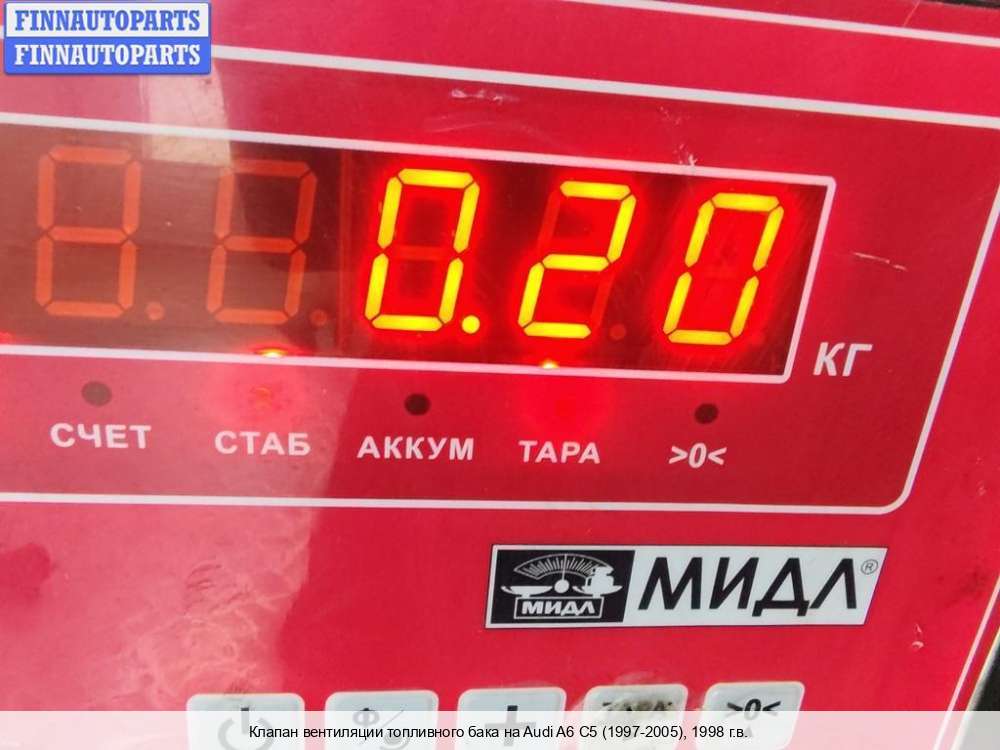 FINNAUTOPARTS
FINNAUTOPARTS
0.20
КГ
СЧЕТ СТАБ АККУМ ТАРА >0<
МИДЛ МИДЛ®
ТАРА >0<
Клапан вентиляции топливного бака на Audi A6 C5 (1997-2005), 1998 г.в.